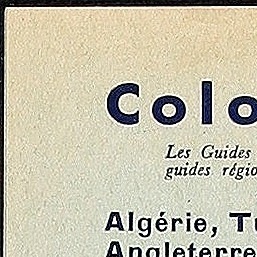 Colo
Les Guides
guides régio
Algérie, Tu
Angleterre